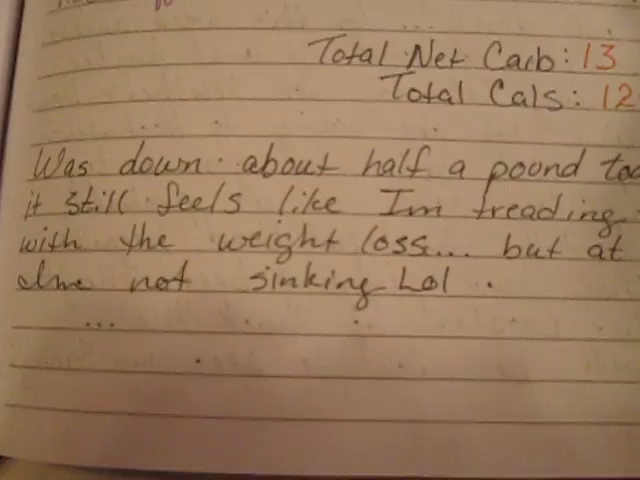 Total Net Carb: 13
Total Cals: 12
Was down about half a pound
it still feels like Im treading
with the weight loss... but at
Ime not sinking Lol.
...